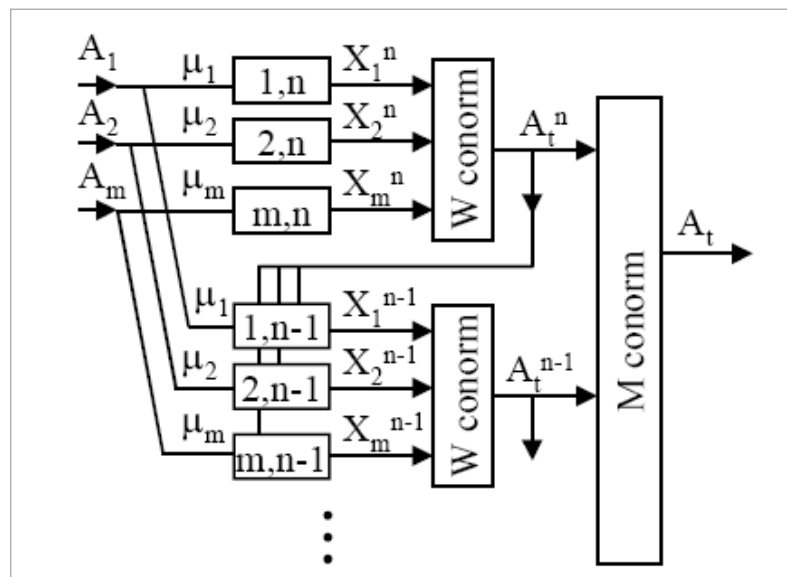 A₁ μ₁ 1,n X₁ⁿ
A₂ μ₂ 2,n X₂ⁿ
Aₘ μₘ m,n Xₘⁿ
W conorm
Aₜⁿ
μ₁ 1,n-1 X₁ⁿ⁻¹
μ₂ 2,n-1 X₂ⁿ⁻¹
μₘ m,n-1 Xₘⁿ⁻¹
W conorm
Aₜⁿ⁻¹
M conorm
Aₜ